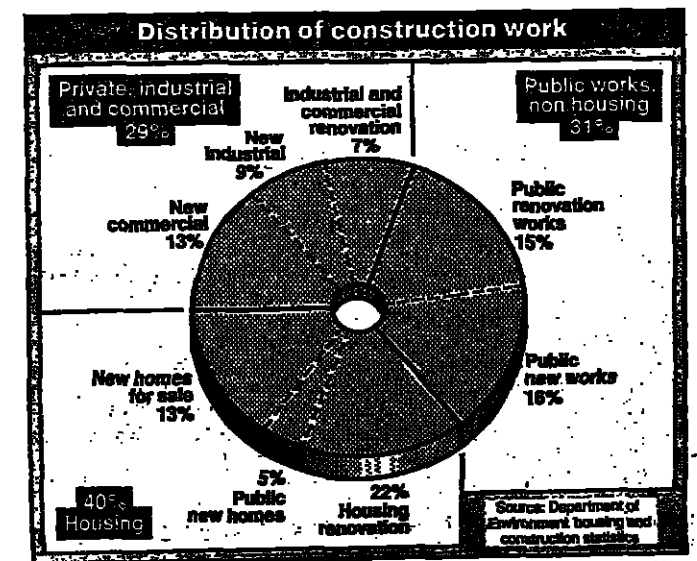 Distribution of construction work
Private, industrial
and commercial
29%
Industrial and
commercial
renovation
7%
Public works,
non housing
31%
New
industrial
9%
New
commercial
13%
Public
renovation
works
15%
New homes
for sale
13%
Public
new works
16%
40%
Housing
5%
Public
new homes
22%
Housing
renovation
Source: Department of
Environment housing and
construction statistics